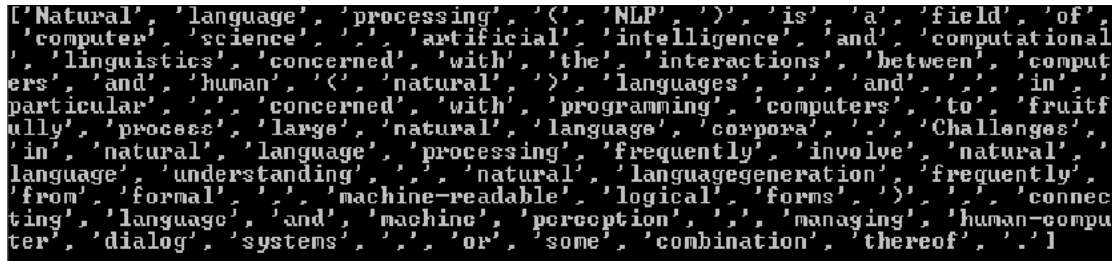 ['Natural', 'language', 'processing', '(', 'NLP', ')', 'is', 'a', 'field', 'of',
 'computer', 'science', ',', 'artificial', 'intelligence', 'and', 'computational
', 'linguistics', 'concerned', 'with', 'the', 'interactions', 'between', 'comput
ers', 'and', 'human', '(', 'natural', ')', 'languages', ',', 'and', ',', 'in', '
particular', ',', 'concerned', 'with', 'programming', 'computers', 'to', 'fruitf
ully', 'process', 'large', 'natural', 'language', 'corpora', '.', 'Challenges',
'in', 'natural', 'language', 'processing', 'frequently', 'involve', 'natural', '
language', 'understanding', ',', 'natural', 'languagegeneration', 'frequently',
'from', 'formal', ',', 'machine-readable', 'logical', 'forms', ')', ',', 'connec
ting', 'language', 'and', 'machine', 'perception', ',', 'managing', 'human-compu
ter', 'dialog', 'systems', ',', 'or', 'some', 'combination', 'thereof', '.']